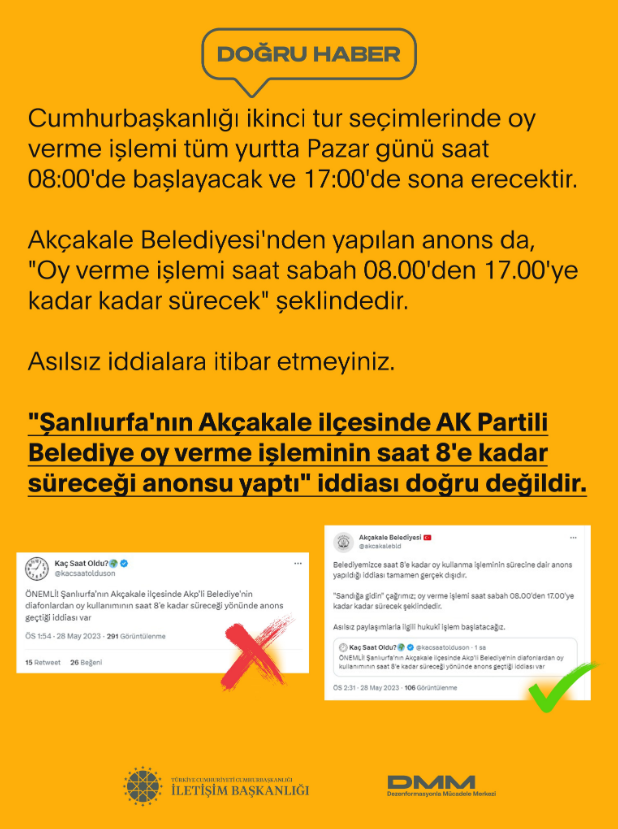 DOĞRU HABER
Cumhurbaşkanlığı ikinci tur seçimlerinde oy
verme işlemi tüm yurtta Pazar günü saat
08:00'de başlayacak ve 17:00'de sona erecektir.
Akçakale Belediyesi'nden yapılan anons da,
"Oy verme işlemi saat sabah 08.00'den 17.00'ye
kadar kadar sürecek" şeklindedir.
Asılsız iddialara itibar etmeyiniz.
"Şanlıurfa'nın Akçakale ilçesinde AK Partili
Belediye oy verme işleminin saat 8'e kadar
süreceği anonsu yaptı" iddiası doğru değildir.
Kaç Saat Oldu?
@kacsaatolduson
ÖNEMLİ! Şanlıurfa'nın Akçakale ilçesinde Akp'li Belediye'nin
diafonlardan oy kullanımının saat 8'e kadar süreceği yönünde anons
geçtiği iddiası var
ÖS 1:54 · 28 May 2023 · 291 Görüntülenme
15 Retweet 26 Beğeni
Akçakale Belediyesi
@akcakalebld
Belediyemizce saat 8'e kadar oy kullanma işleminin sürecine dair anons
yapıldığı iddiası tamamen gerçek dışıdır.
"Sandığa gidin" çağrımız; oy verme işlemi saat sabah 08.00'den 17.00'ye
kadar kadar sürecek şeklindedir.
Asılsız paylaşımlarla ilgili hukuki işlem başlatacağız.
Kaç Saat Oldu? @kacsaatolduson · 1 sa
ÖNEMLİ! Şanlıurfa'nın Akçakale ilçesinde Akp'li Belediye'nin diafonlardan oy
kullanımının saat 8'e kadar süreceği yönünde anons geçtiği iddiası var
ÖS 2:31 · 28 May 2023 · 106 Görüntülenme
TÜRKİYE CUMHURİYETİ CUMHURBAŞKANLIĞI
İLETİŞİM BAŞKANLIĞI
DMM
Dezenformasyonla Mücadele Merkezi